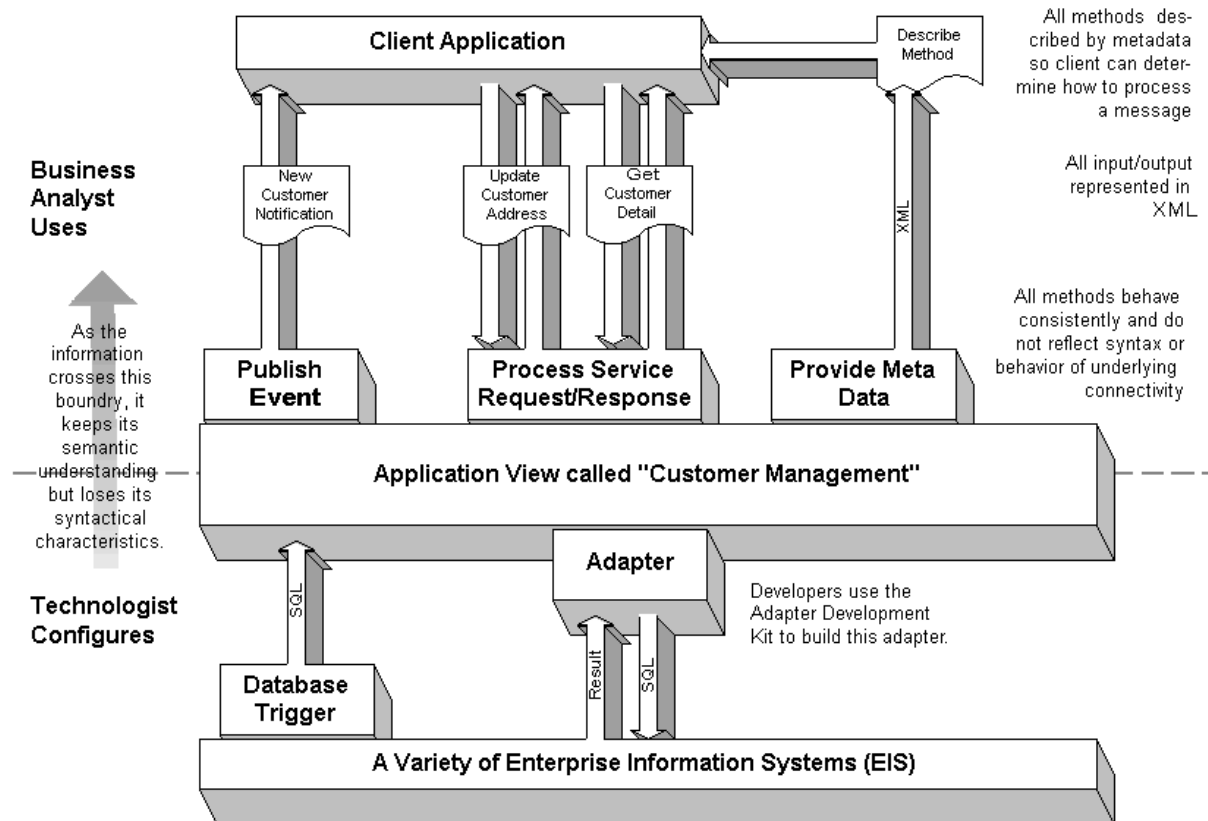 Client Application
Describe
Method
All methods des-
cribed by metadata
so client can deter-
mine how to process
a message
Business
Analyst
Uses
New
Customer
Notification
Update
Customer
Address
Get
Customer
Detail
XML
All input/output
represented in
XML
As the
information
crosses this
boundry, it
keeps its
semantic
understanding
but loses its
syntactical
characteristics.
Publish
Event
Process Service
Request/Response
Provide Meta
Data
All methods behave
consistently and do
not reflect syntax or
behavior of underlying
connectivity
Application View called "Customer Management"
Technologist
Configures
SQL
Adapter
Developers use the
Adapter Development
Kit to build this adapter.
Database
Trigger
Result
SQL
A Variety of Enterprise Information Systems (EIS)